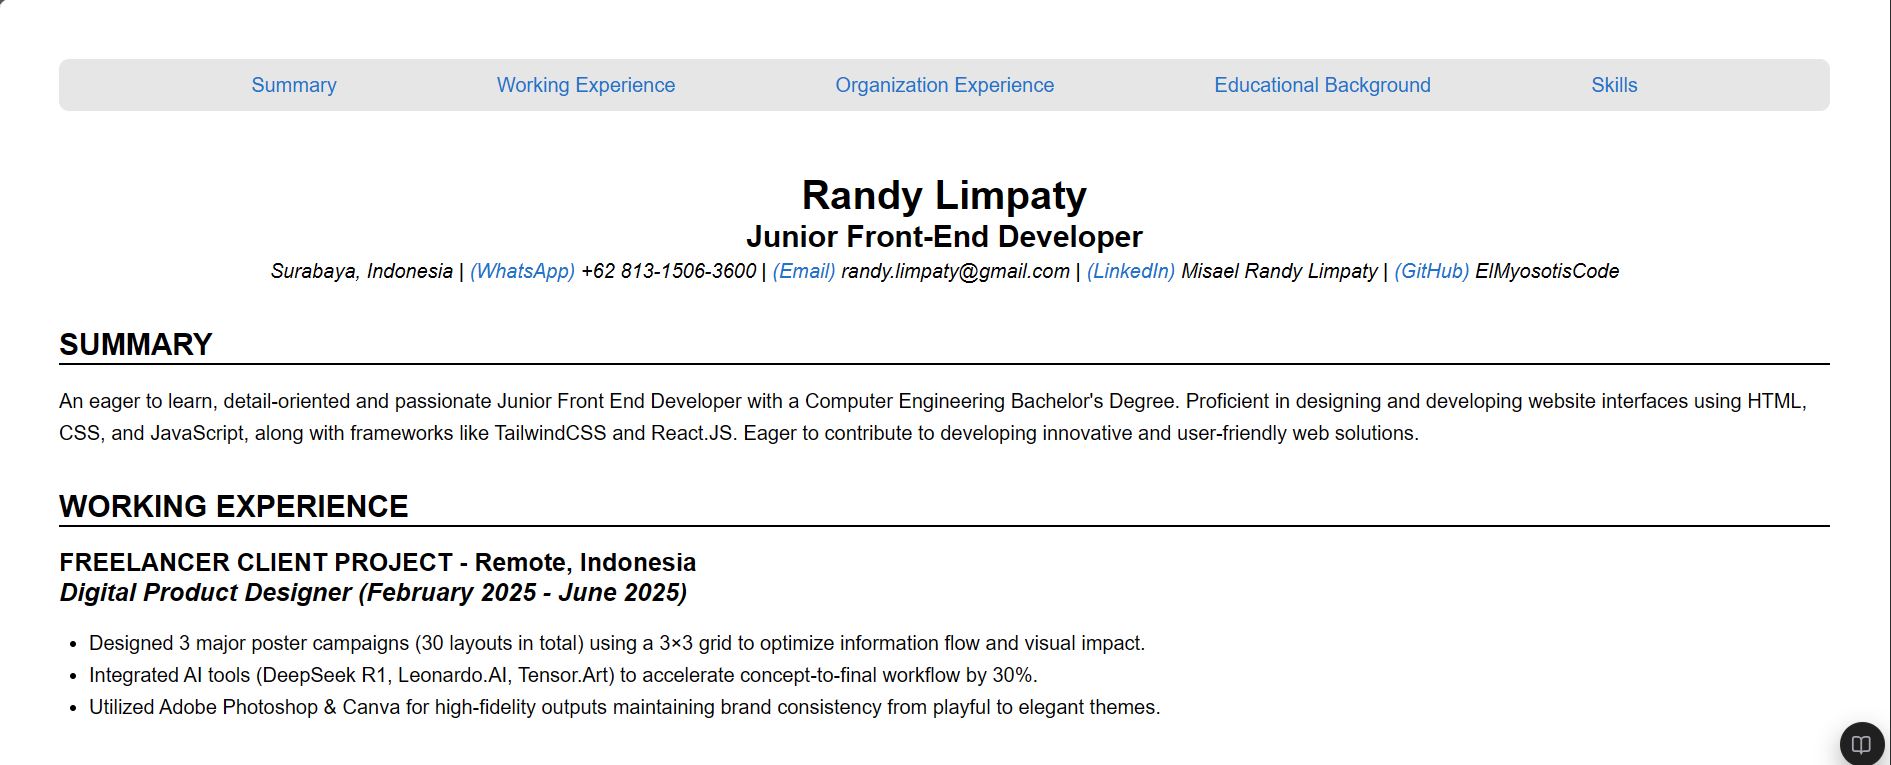 Summary Working Experience Organization Experience Educational Background Skills
Randy Limpaty
Junior Front-End Developer
Surabaya, Indonesia | (WhatsApp) +62 813-1506-3600 | (Email) randy.limpaty@gmail.com | (LinkedIn) Misael Randy Limpaty | (GitHub) ElMyosotisCode
SUMMARY
An eager to learn, detail-oriented and passionate Junior Front End Developer with a Computer Engineering Bachelor's Degree. Proficient in designing and developing website interfaces using HTML,
CSS, and JavaScript, along with frameworks like TailwindCSS and React.JS. Eager to contribute to developing innovative and user-friendly web solutions.
WORKING EXPERIENCE
FREELANCER CLIENT PROJECT - Remote, Indonesia
Digital Product Designer (February 2025 - June 2025)
• Designed 3 major poster campaigns (30 layouts in total) using a 3×3 grid to optimize information flow and visual impact.
• Integrated AI tools (DeepSeek R1, Leonardo.AI, Tensor.Art) to accelerate concept-to-final workflow by 30%.
• Utilized Adobe Photoshop & Canva for high-fidelity outputs maintaining brand consistency from playful to elegant themes.